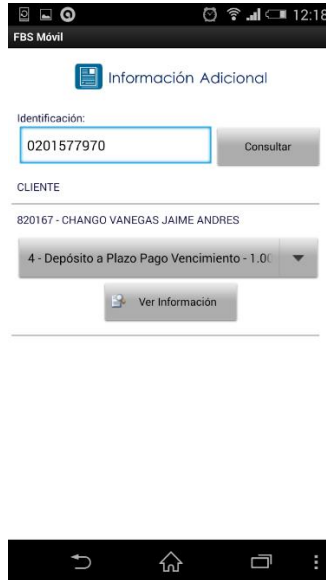 12:18
FBS Móvil
Información Adicional
Identificación:
0201577970
Consultar
CLIENTE
820167 - CHANGO VANEGAS JAIME ANDRES
4 - Depósito a Plazo Pago Vencimiento - 1.00
Ver Información